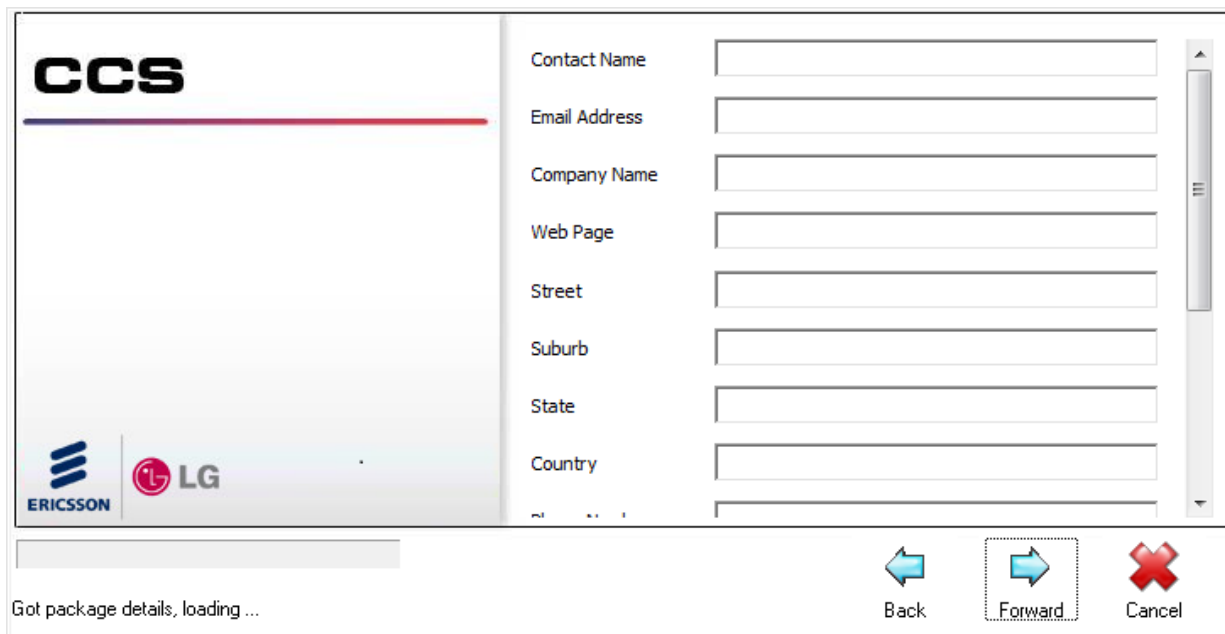 CCS
ERICSSON
LG
Contact Name
Email Address
Company Name
Web Page
Street
Suburb
State
Country
Got package details, loading ...
Back
Forward
Cancel